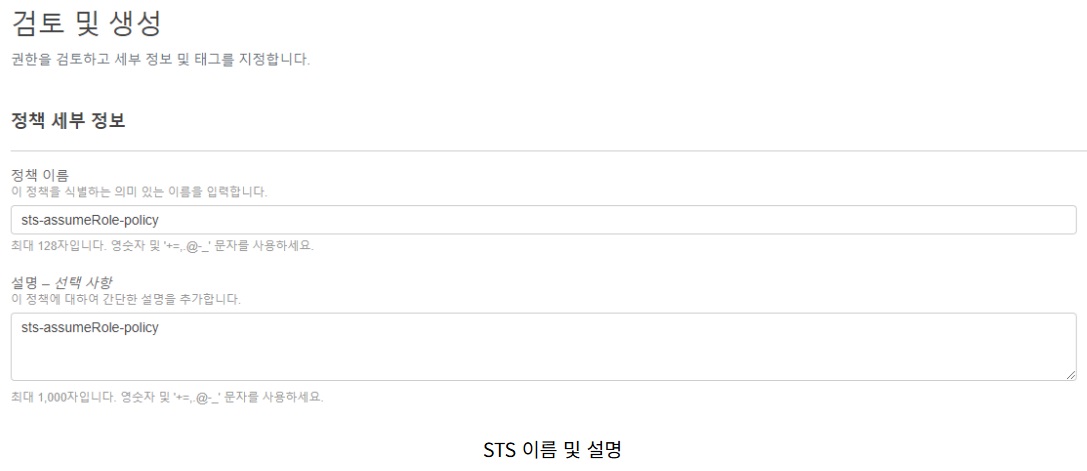 검토 및 생성
권한을 검토하고 세부 정보 및 태그를 지정합니다.
정책 세부 정보
정책 이름
이 정책을 식별하는 의미 있는 이름을 입력합니다.
sts-assumeRole-policy
최대 128자입니다. 영숫자 및 '+=,.@-_' 문자를 사용하세요.
설명 – 선택 사항
이 정책에 대하여 간단한 설명을 추가합니다.
sts-assumeRole-policy
최대 1,000자입니다. 영숫자 및 '+=,.@-_' 문자를 사용하세요.
STS 이름 및 설명